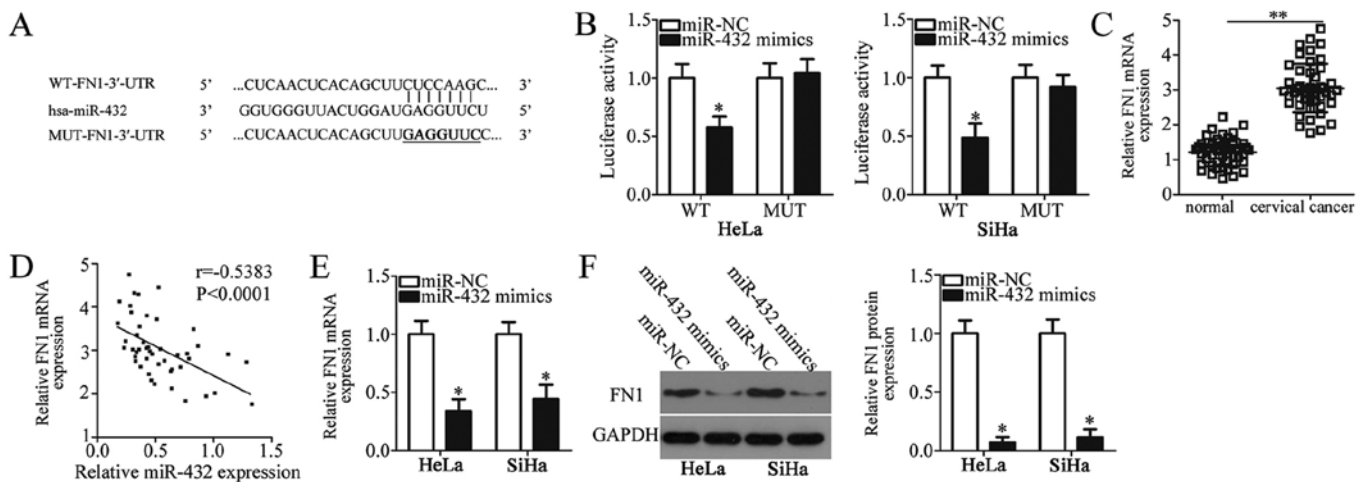 A
WT-FN1-3'-UTR 5' ...CUCAACUCACAGCUUCUCCAAGC... 3'
hsa-miR-432 3' GGUGGGUUACUGGAUGAGGUUCU 5'
MUT-FN1-3'-UTR 5' ...CUCAACUCACAGCUUGAGGUUCC... 3'
B
Luciferase activity
1.5
1.0
0.5
0.0
miR-NC
miR-432 mimics
*
WT MUT
HeLa
Luciferase activity
1.5
1.0
0.5
0.0
miR-NC
miR-432 mimics
*
WT MUT
SiHa
C
Relative FN1 mRNA
expression
5
4
3
2
1
0
**
normal cervical cancer
D
Relative FN1 mRNA
expression
5
4
3
2
1
r=-0.5383
P<0.0001
0.0 0.5 1.0 1.5
Relative miR-432 expression
E
Relative FN1 mRNA
expression
1.5
1.0
0.5
0.0
miR-NC
miR-432 mimics
* *
HeLa SiHa
F
miR-NC
miR-432 mimics
miR-NC
miR-432 mimics
FN1
GAPDH
HeLa SiHa
Relative FN1 protein
expression
1.5
1.0
0.5
0.0
miR-NC
miR-432 mimics
* *
HeLa SiHa